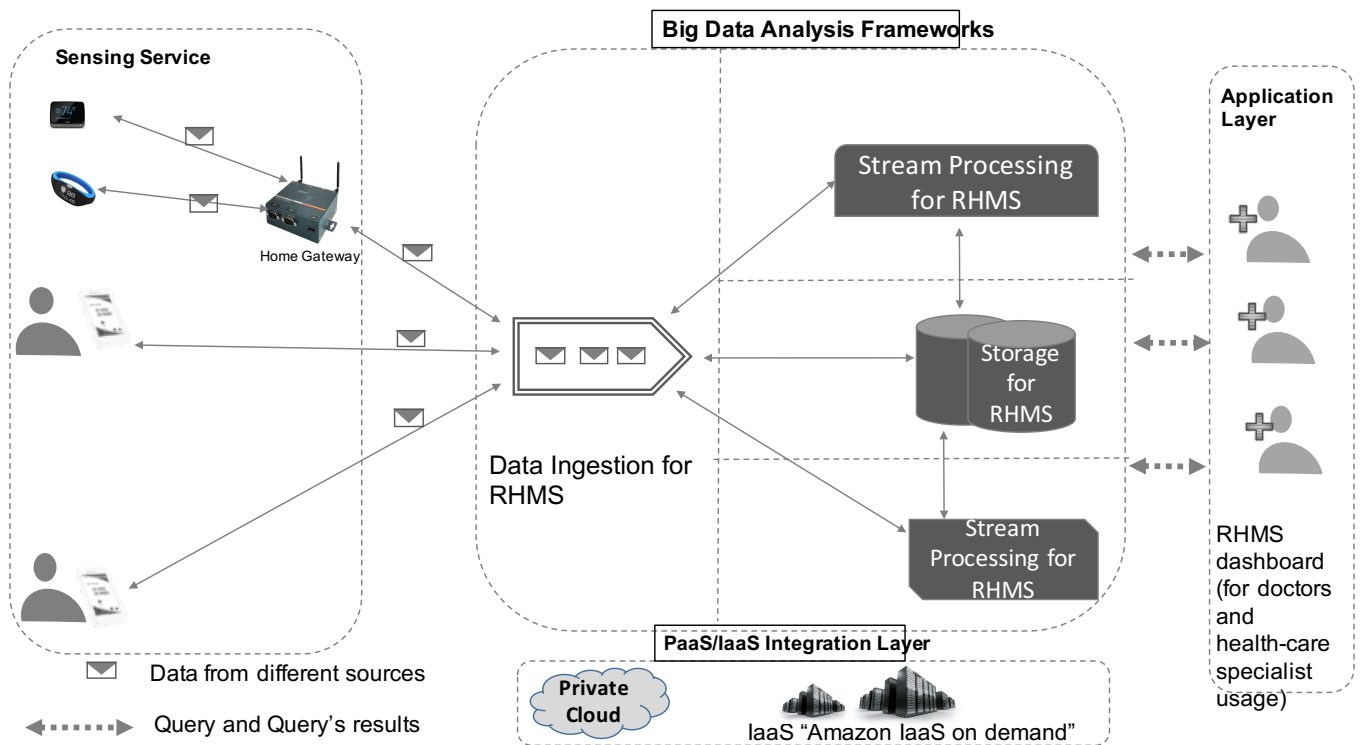 Big Data Analysis Frameworks
Sensing Service
Home Gateway
Data Ingestion for
RHMS
Stream Processing
for RHMS
Storage
for
RHMS
Stream
Processing for
RHMS
Application
Layer
RHMS
dashboard
(for doctors
and
health-care
specialist
usage)
PaaS/IaaS Integration Layer
Private
Cloud
IaaS “Amazon IaaS on demand”
Data from different sources
Query and Query’s results